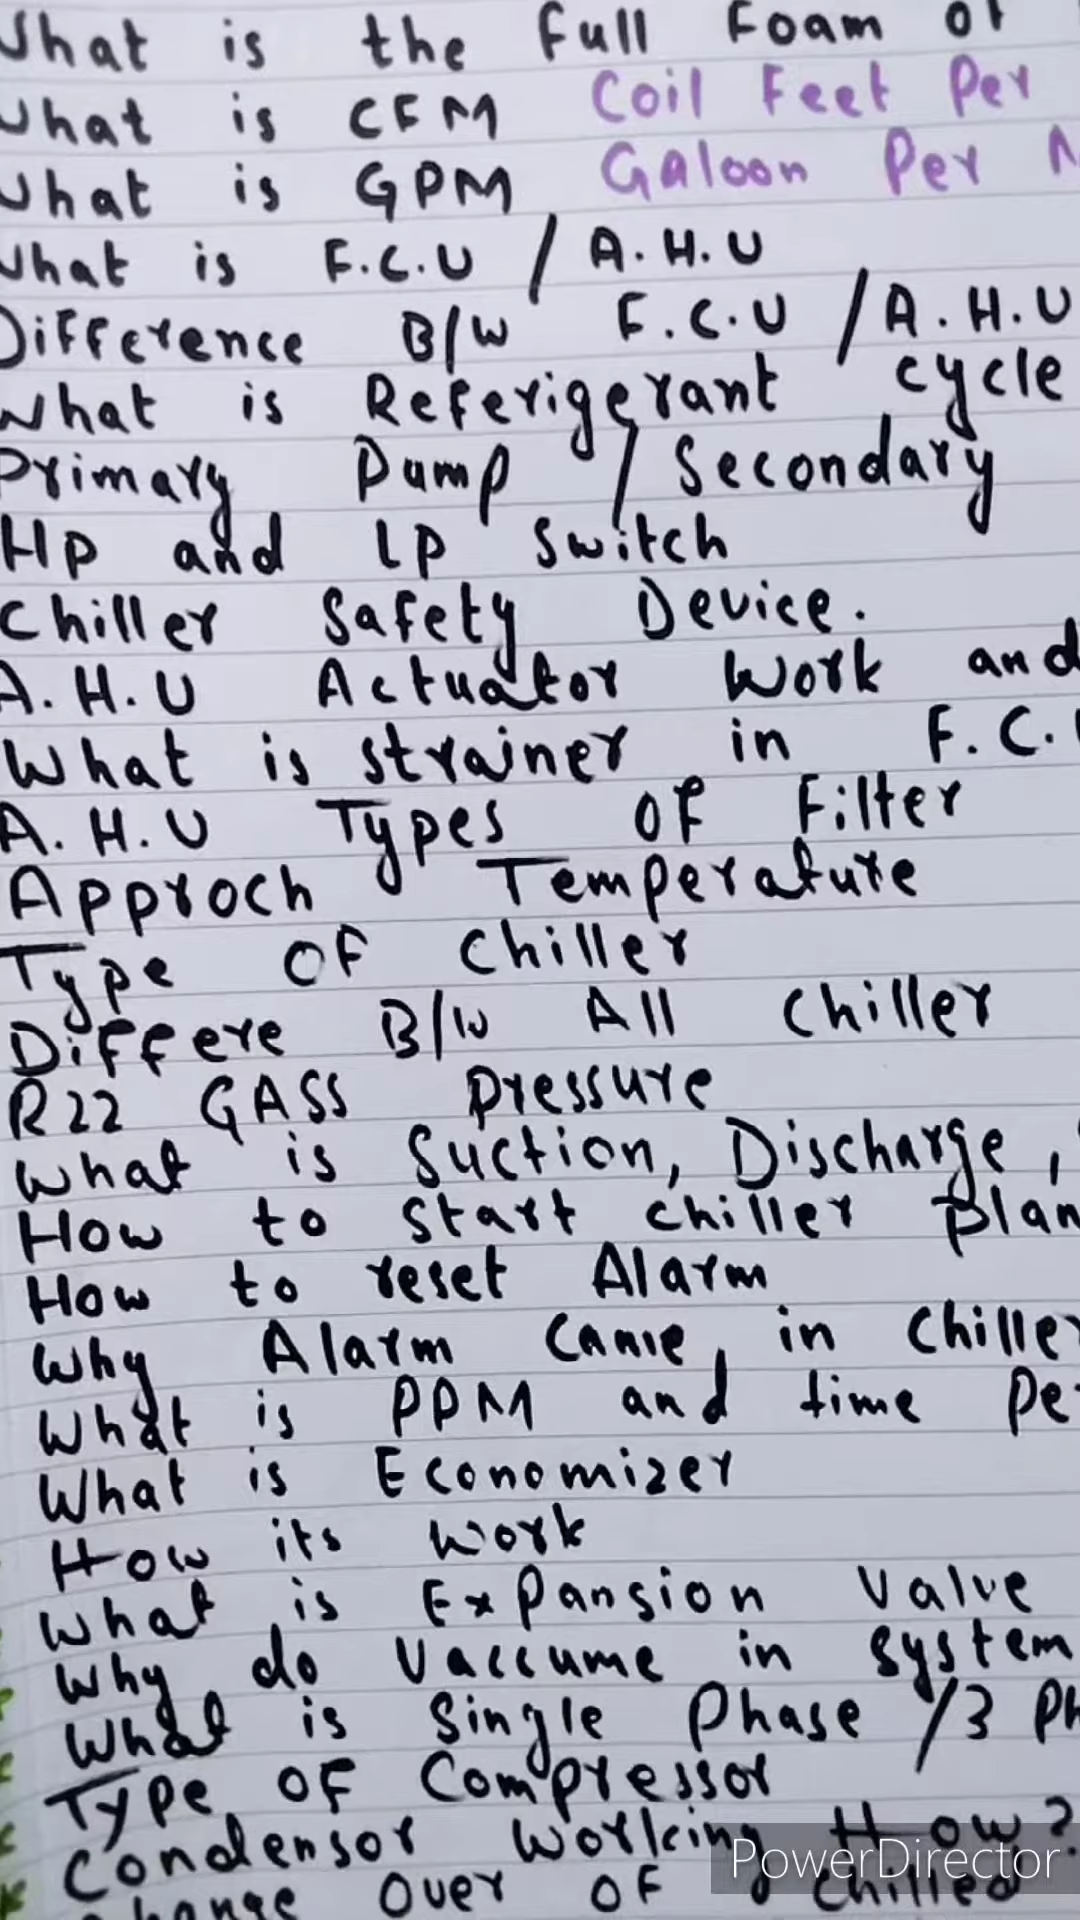 What is the Full Foam of
What is CFM Coil Feet Per
What is GPM Galoon Per
What is F.C.U / A.H.U
Difference B/W F.C.U / A.H.U
What is Referigerant cycle
Primary Pump / Secondary
HP and LP Switch
Chiller Safety Device.
A.H.U Actuator Work and
What is strainer in F.C.
A.H.U Types OF Filter
Approch Temperature
Type OF Chiller
Differe B/W All Chiller
R22 GASS Pressure
What is Suction, Discharge,
How to Start Chiller Plan
How to reset Alarm
Why Alarm Came in Chiller
What is PPM and time Pe
What is Economizer
How its Work
What is Expansion Valve
Why do Vaccume in System
What is Single Phase /3 Ph
Type OF Compressor
Condensor Working How?
Change Over OF Chilled
PowerDirector